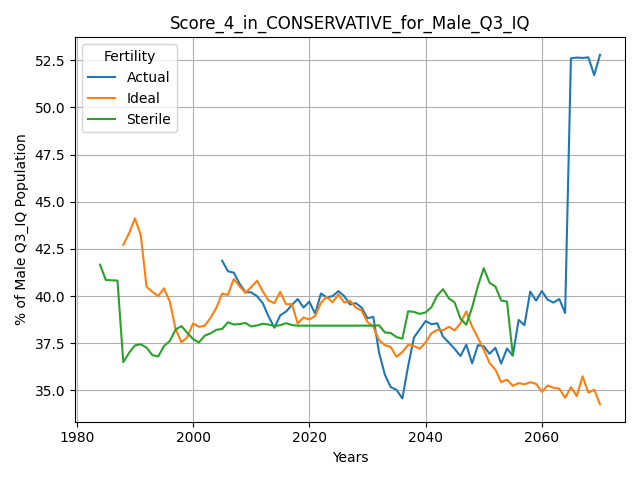 Score_4_in_CONSERVATIVE_for_Male_Q3_IQ
Fertility
Actual
Ideal
Sterile
% of Male Q3_IQ Population
52.5
50.0
47.5
45.0
42.5
40.0
37.5
35.0
1980
2000
2020
2040
2060
Years